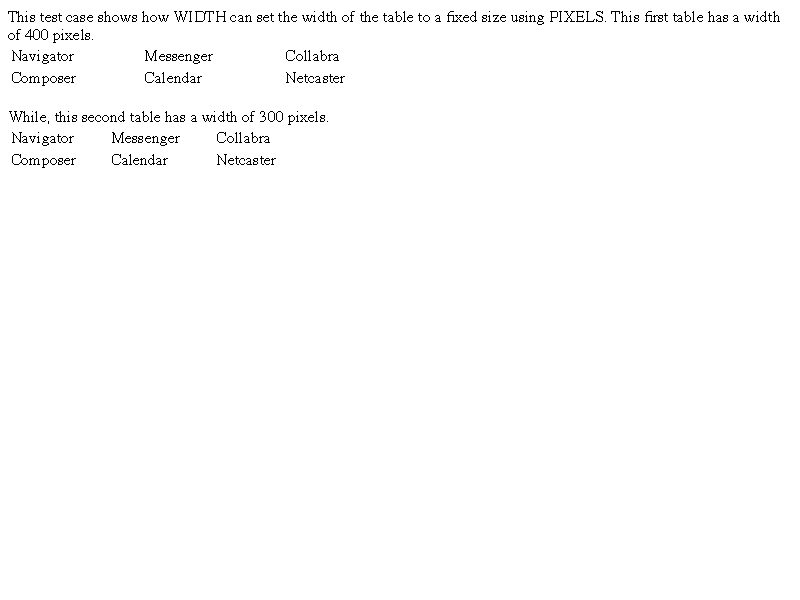 This test case shows how WIDTH can set the width of the table to a fixed size using PIXELS. This first table has a width
of 400 pixels.
Navigator Messenger Collabra
Composer Calendar Netcaster
While, this second table has a width of 300 pixels.
Navigator Messenger Collabra
Composer Calendar Netcaster